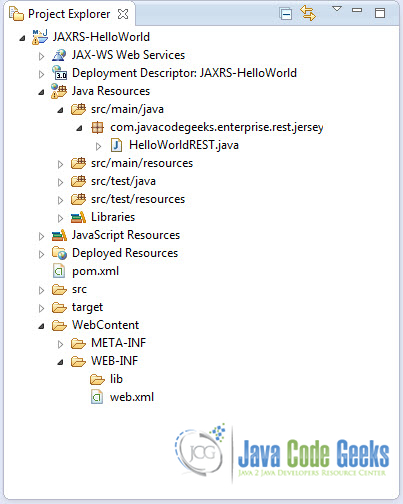 Project Explorer
JAXRS-HelloWorld
JAX-WS Web Services
3.0 Deployment Descriptor: JAXRS-HelloWorld
Java Resources
src/main/java
com.javacodegeeks.enterprise.rest.jersey
J HelloWorldREST.java
src/main/resources
src/test/java
src/test/resources
Libraries
JavaScript Resources
Deployed Resources
pom.xml
src
target
WebContent
META-INF
WEB-INF
lib
web.xml
JCG
Java Code Geeks
Java 2 Java Developers Resource Center